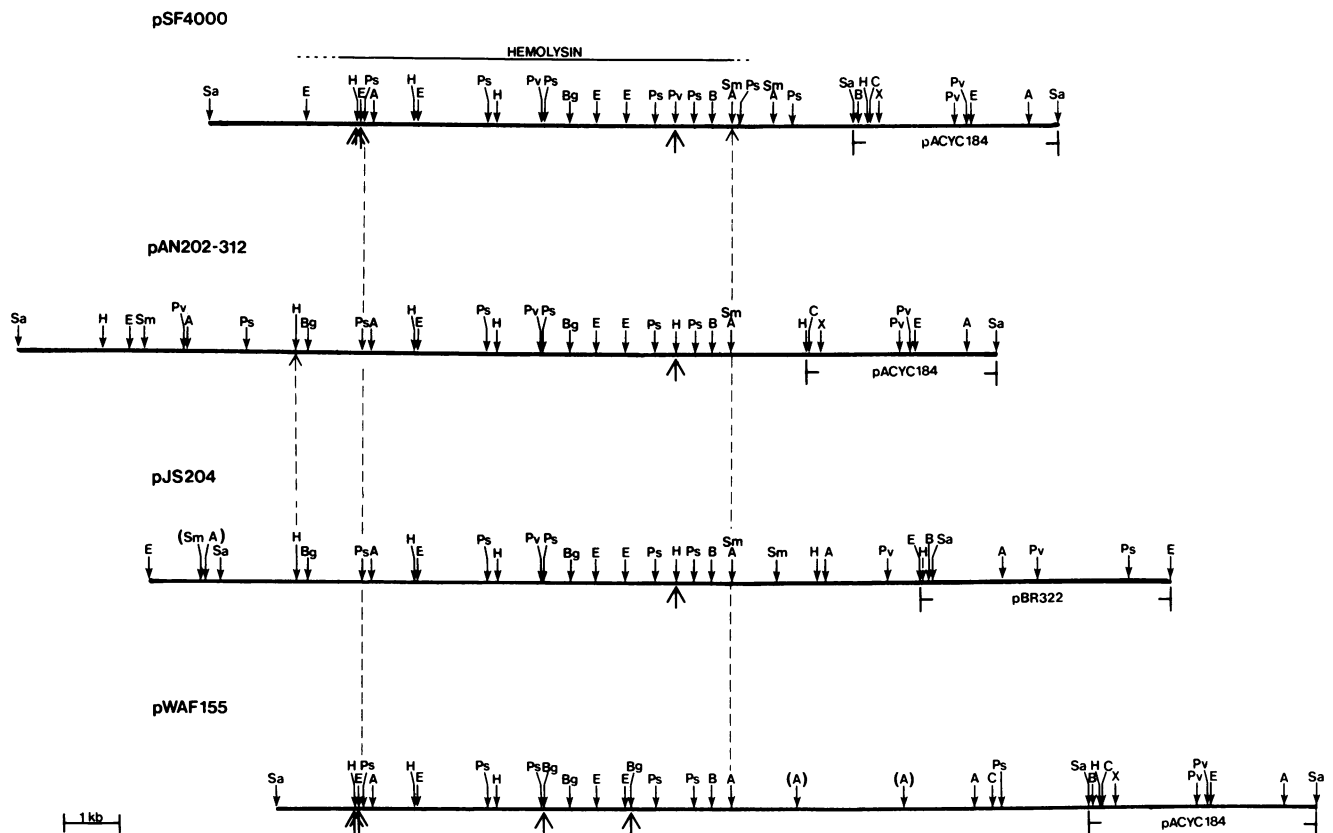 pSF4000
HEMOLYSIN
Sa E H E Ps A H E Ps H Pv Ps Bg E E Ps Pv Ps B Sm A Ps Sm A Ps Sa B H C X Pv Pv E A Sa
pACYC184
pAN202-312
Sa H E Sm Pv A Ps H Bg Ps A H E Ps H Pv Ps Bg E E Ps H Ps B Sm A H C X Pv Pv E A Sa
pACYC184
pJS204
E (Sm A) Sa H Bg Ps A H E Ps H Pv Ps Bg E E Ps H Ps B Sm A Sm H A Pv E H B Sa A Pv Ps E
pBR322
pWAF155
Sa H E Ps A H E Ps H Ps Bg Bg E E Bg Ps Ps B A (A) (A) A C Ps Sa B H C X Pv Pv E A Sa
pACYC184
1 kb